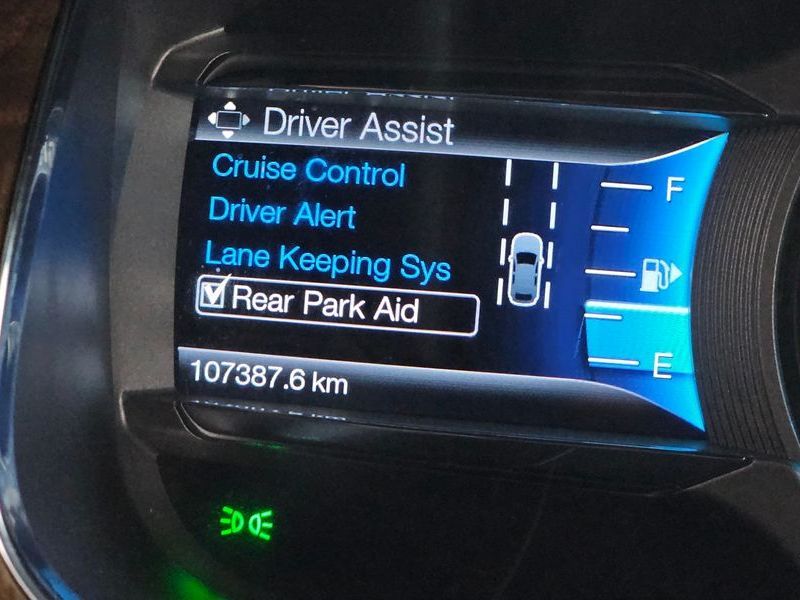 Driver Assist
Cruise Control
Driver Alert
Lane Keeping Sys
Rear Park Aid
107387.6 km
F
E